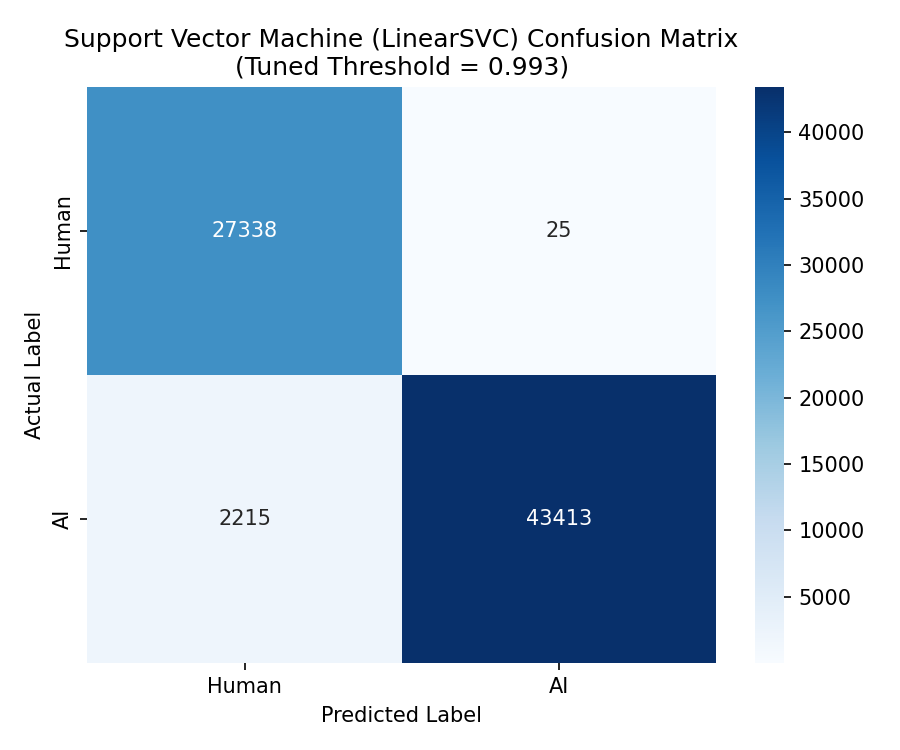 Support Vector Machine (LinearSVC) Confusion Matrix
(Tuned Threshold = 0.993)
Actual Label
Human
27338
25
AI
2215
43413
Human
AI
Predicted Label
40000
35000
30000
25000
20000
15000
10000
5000